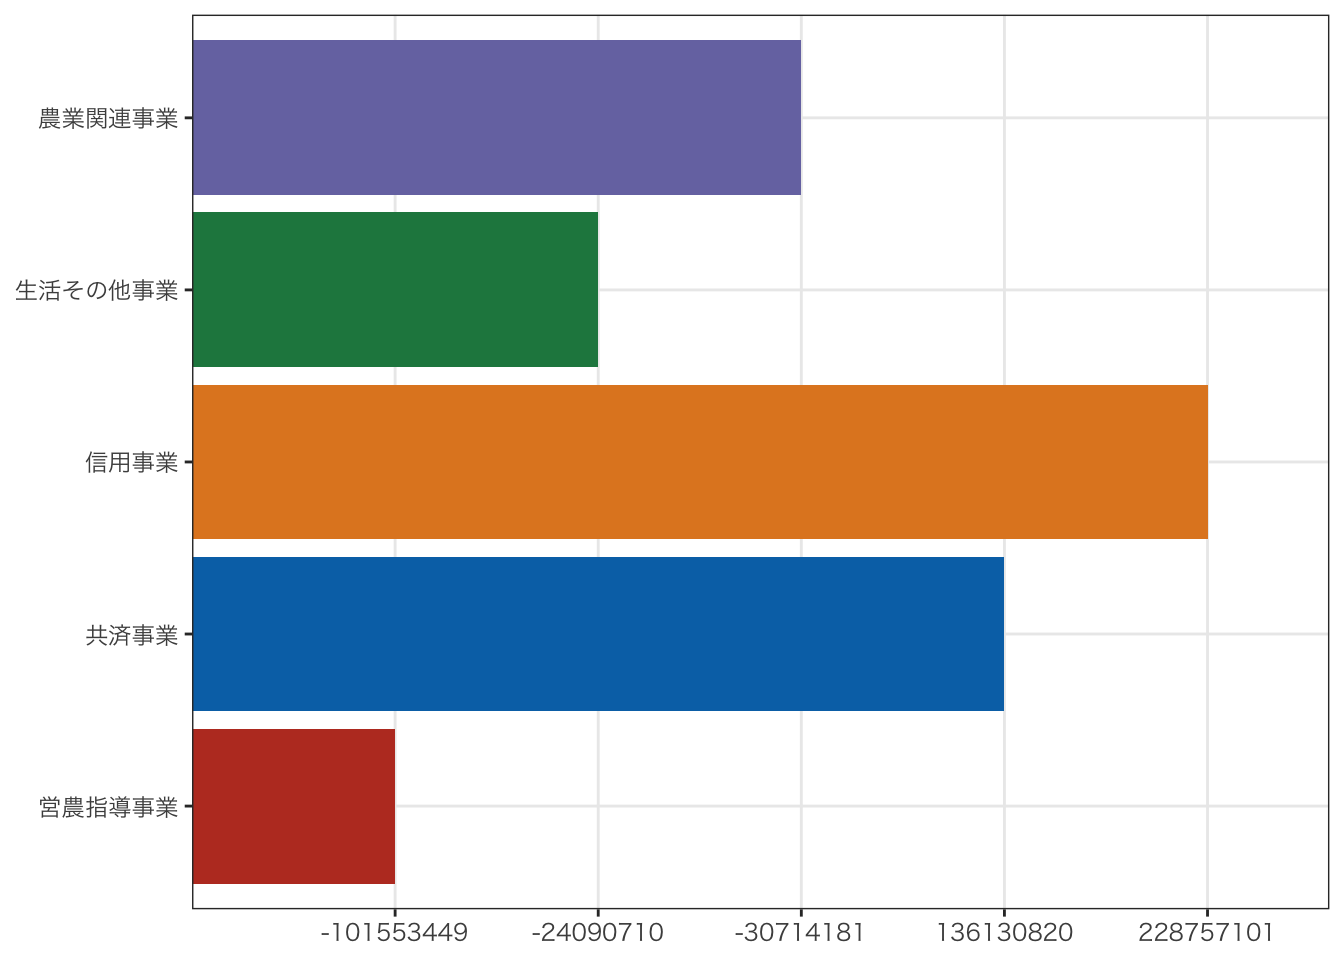 農業関連事業
生活その他事業
信用事業
共済事業
営農指導事業
-101553449
-24090710
-30714181
136130820
228757101